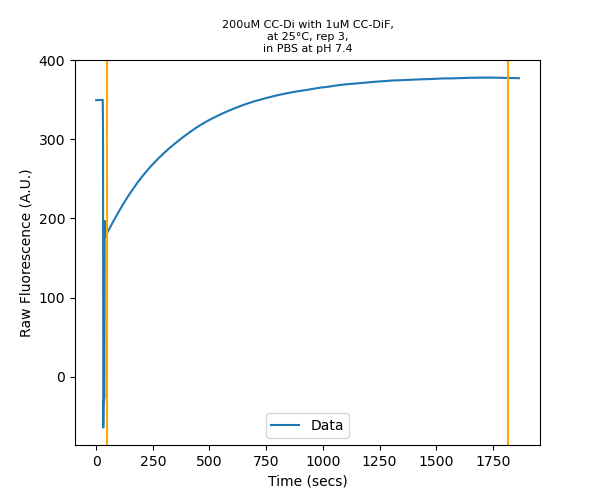 200uM CC-Di with 1uM CC-DiF,
at 25°C, rep 3,
in PBS at pH 7.4
400
300
200
100
0
Raw Fluorescence (A.U.)
Data
0 250 500 750 1000 1250 1500 1750
Time (secs)